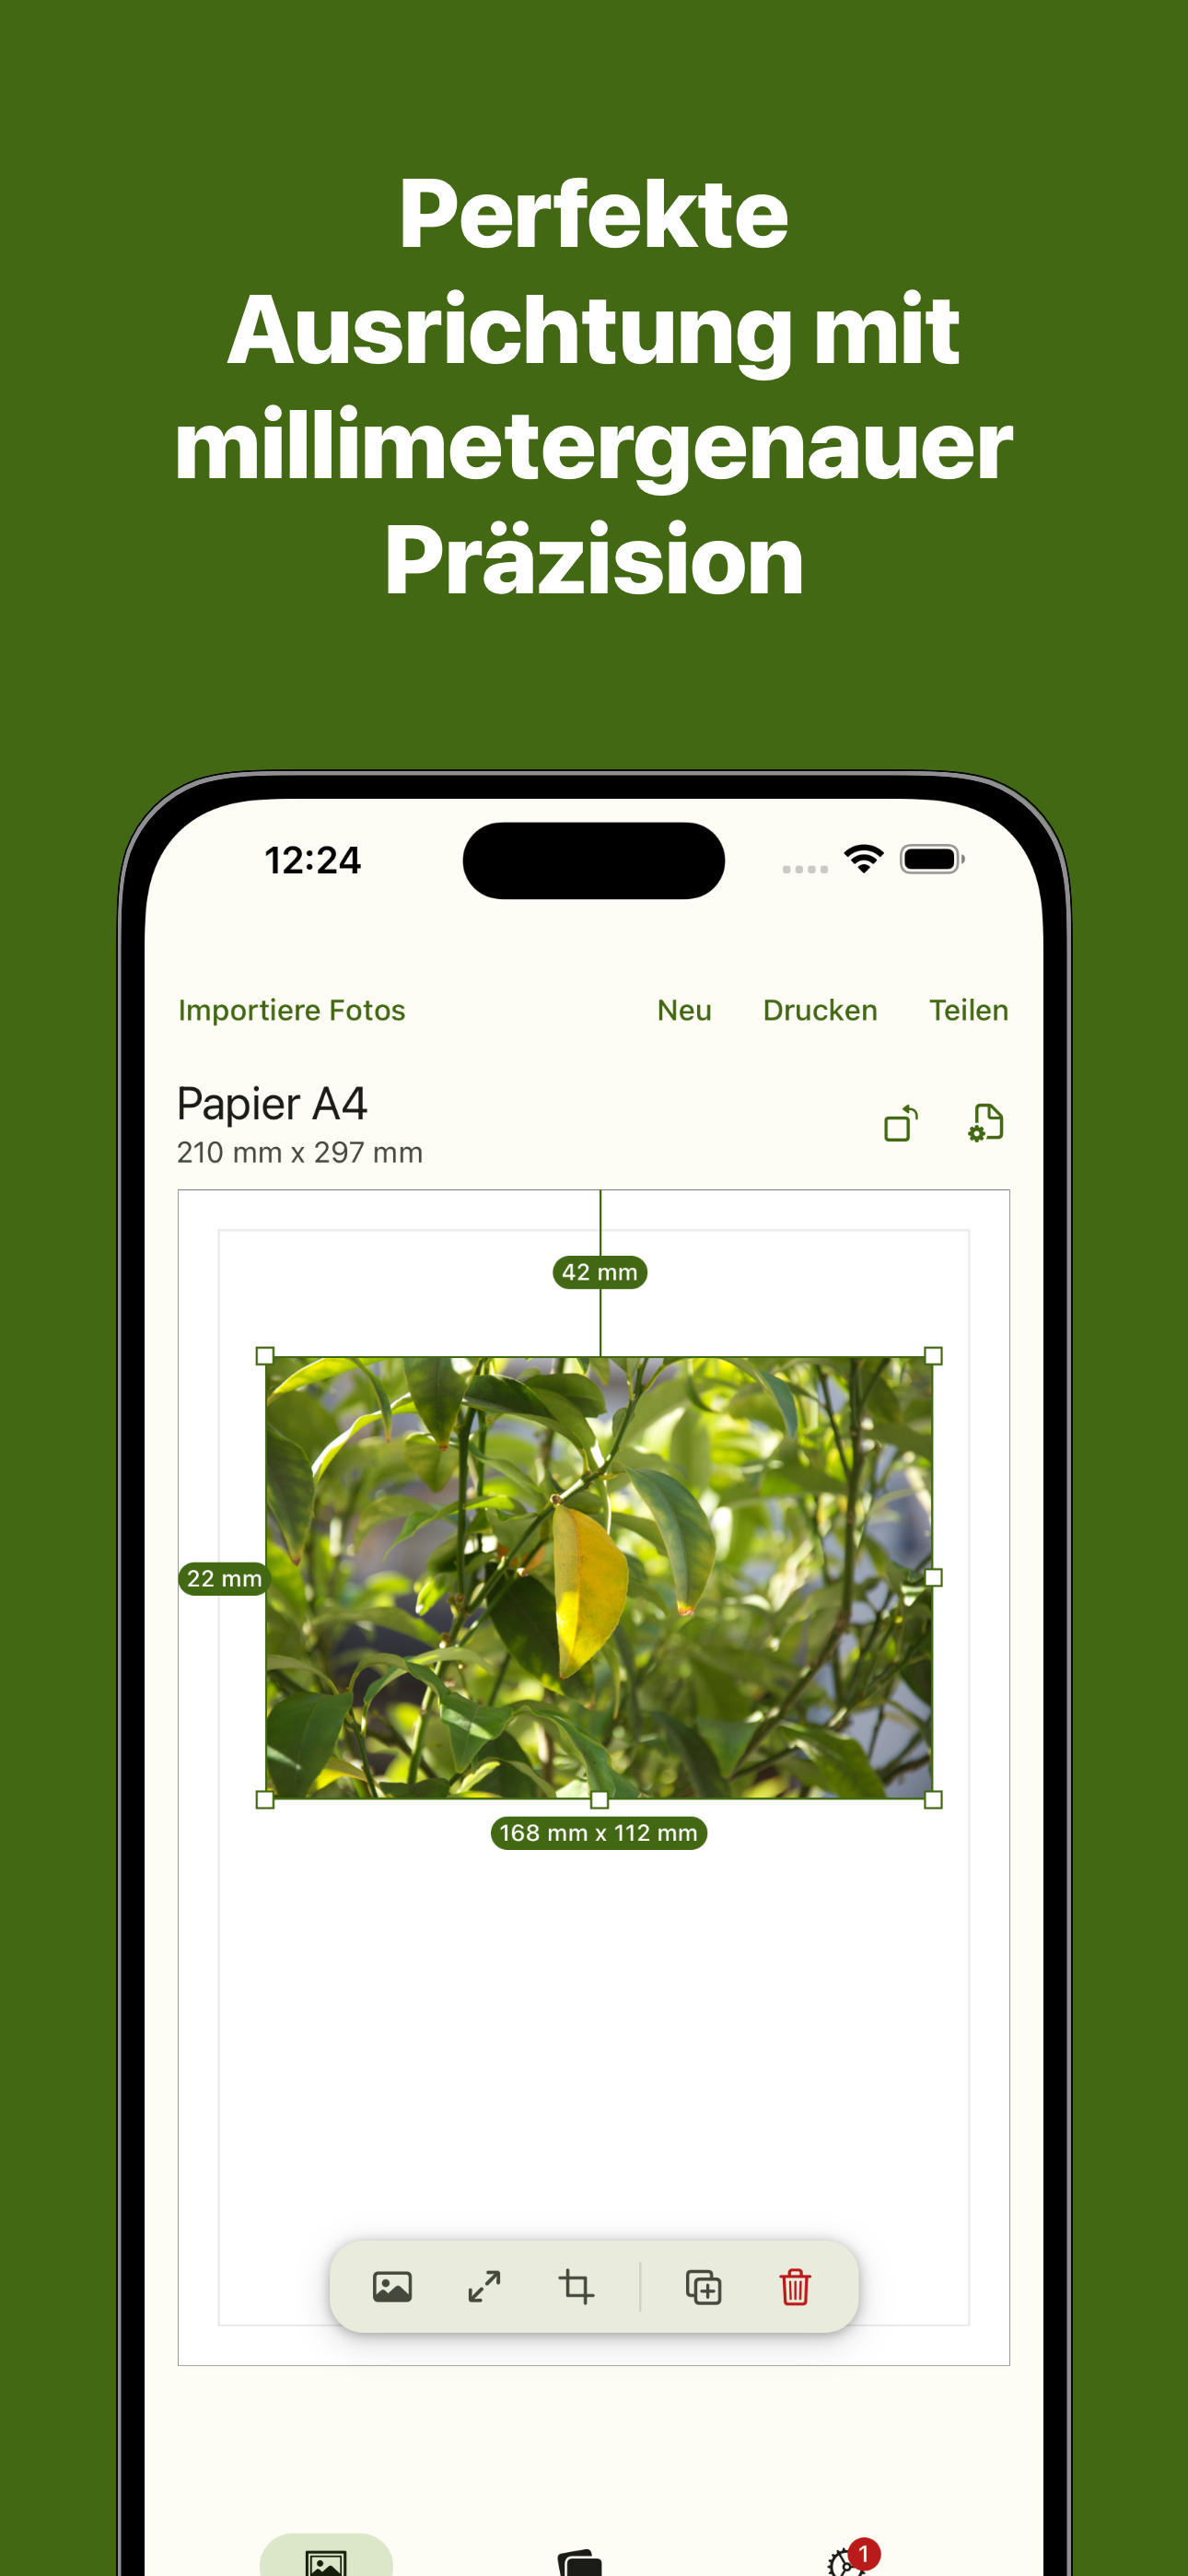 Perfekte
Ausrichtung mit
millimetergenauer
Präzision
12:24
Importiere Fotos Neu Drucken Teilen
Papier A4
210 mm x 297 mm
42 mm
22 mm
168 mm x 112 mm
1